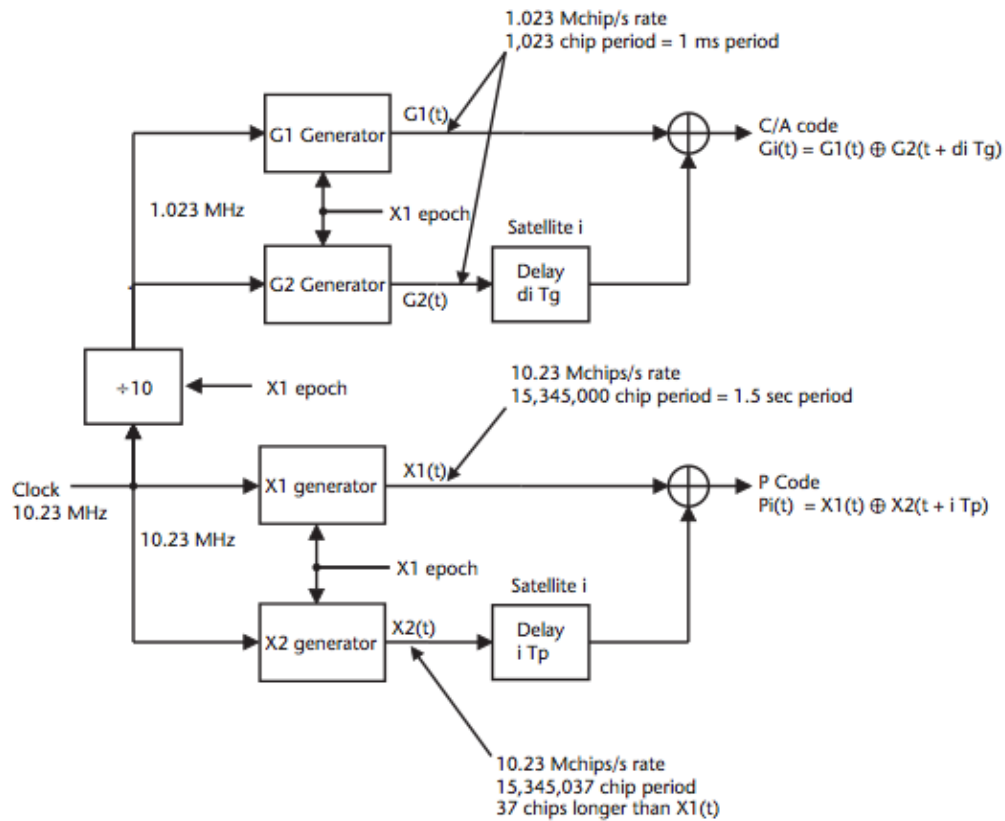 1.023 Mchip/s rate
1,023 chip period = 1 ms period
G1(t)
G1 Generator
C/A code
Gi(t) = G1(t) ⊕ G2(t + di Tg)
1.023 MHz
X1 epoch
Satellite i
G2 Generator
Delay
di Tg
G2(t)
÷10
X1 epoch
10.23 Mchips/s rate
15,345,000 chip period = 1.5 sec period
X1(t)
Clock
10.23 MHz
X1 generator
P Code
Pi(t) = X1(t) ⊕ X2(t + i Tp)
10.23 MHz
X1 epoch
Satellite i
X2(t)
X2 generator
Delay
i Tp
10.23 Mchips/s rate
15,345,037 chip period
37 chips longer than X1(t)